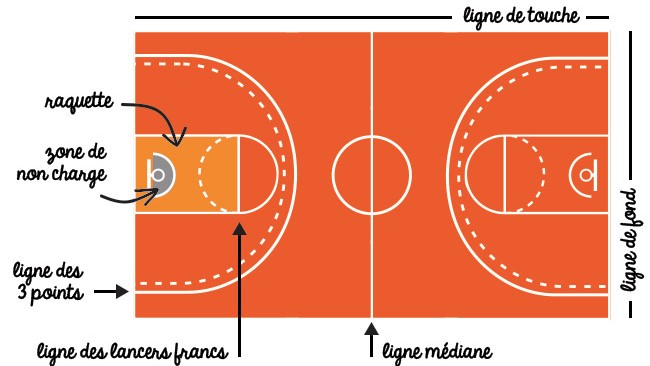 ligne de touche
raquette
zone de
non charge
ligne de fond
ligne des
3 points
ligne des lancers francs
ligne médiane